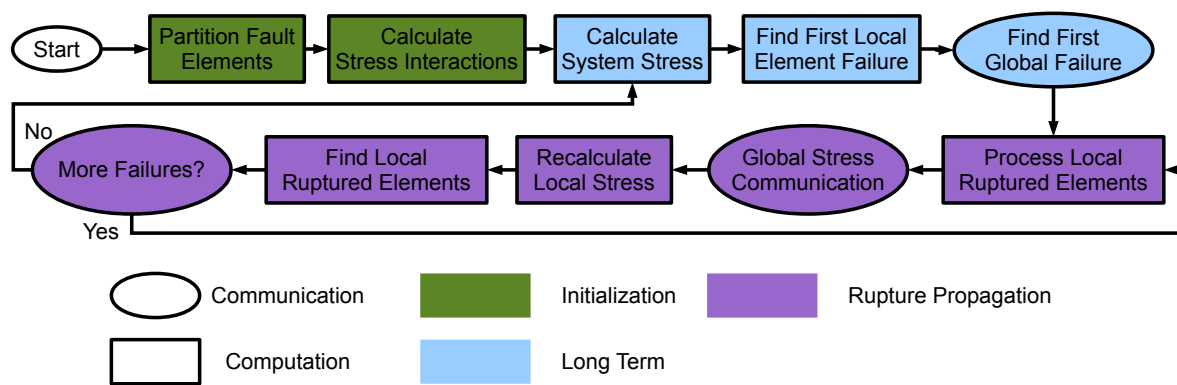 Start
Partition Fault
Elements
Calculate
Stress Interactions
Calculate
System Stress
Find First Local
Element Failure
Find First
Global Failure
No
More Failures?
Find Local
Ruptured Elements
Recalculate
Local Stress
Global Stress
Communication
Process Local
Ruptured Elements
Yes
Communication
Initialization
Rupture Propagation
Computation
Long Term